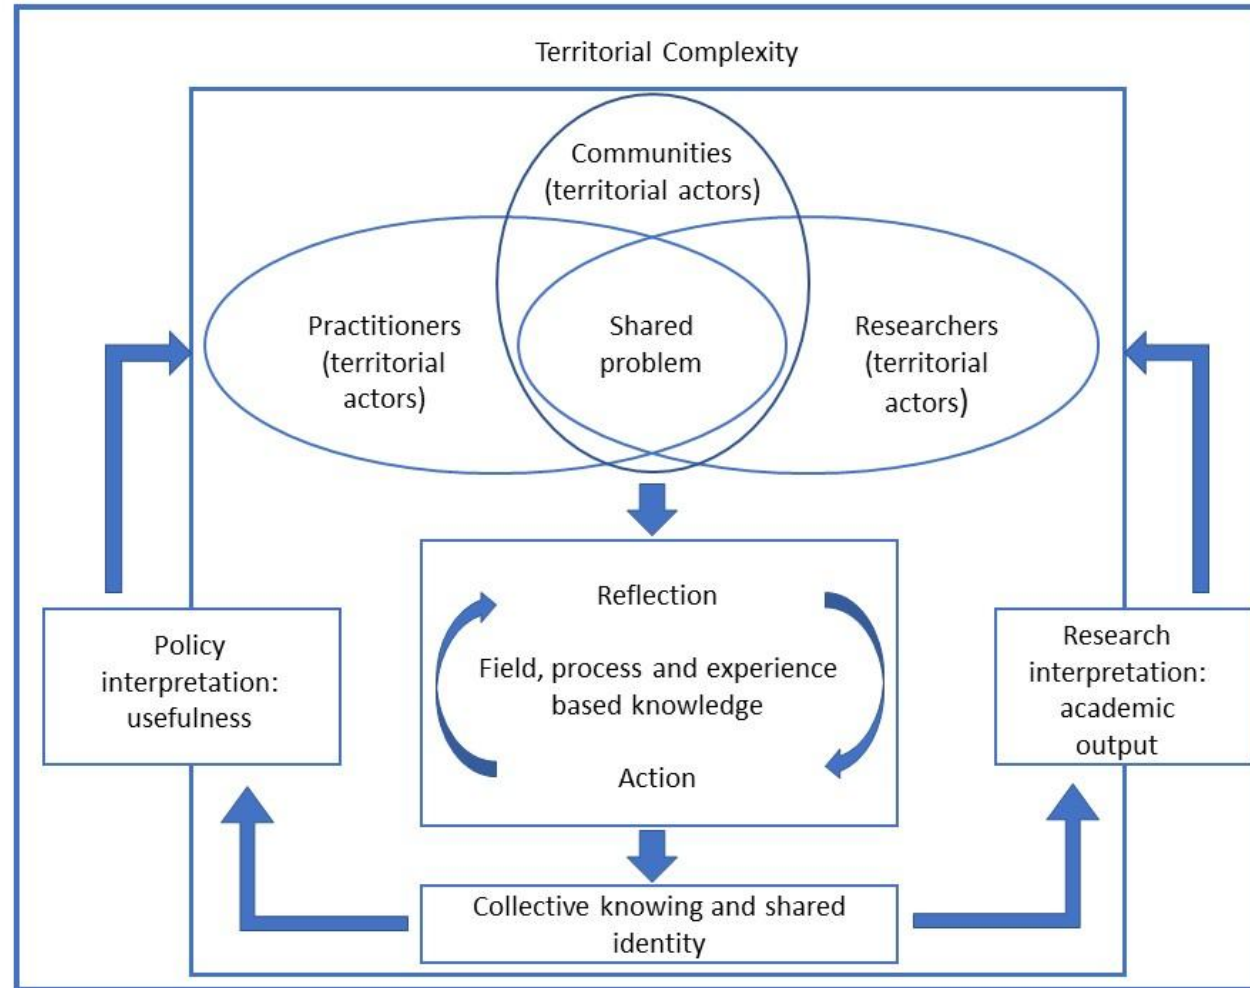 Territorial Complexity
Communities
(territorial actors)
Practitioners
(territorial
actors)
Shared
problem
Researchers
(territorial
actors)
Reflection
Field, process and experience
based knowledge
Action
Policy
interpretation:
usefulness
Research
interpretation:
academic
output
Collective knowing and shared
identity